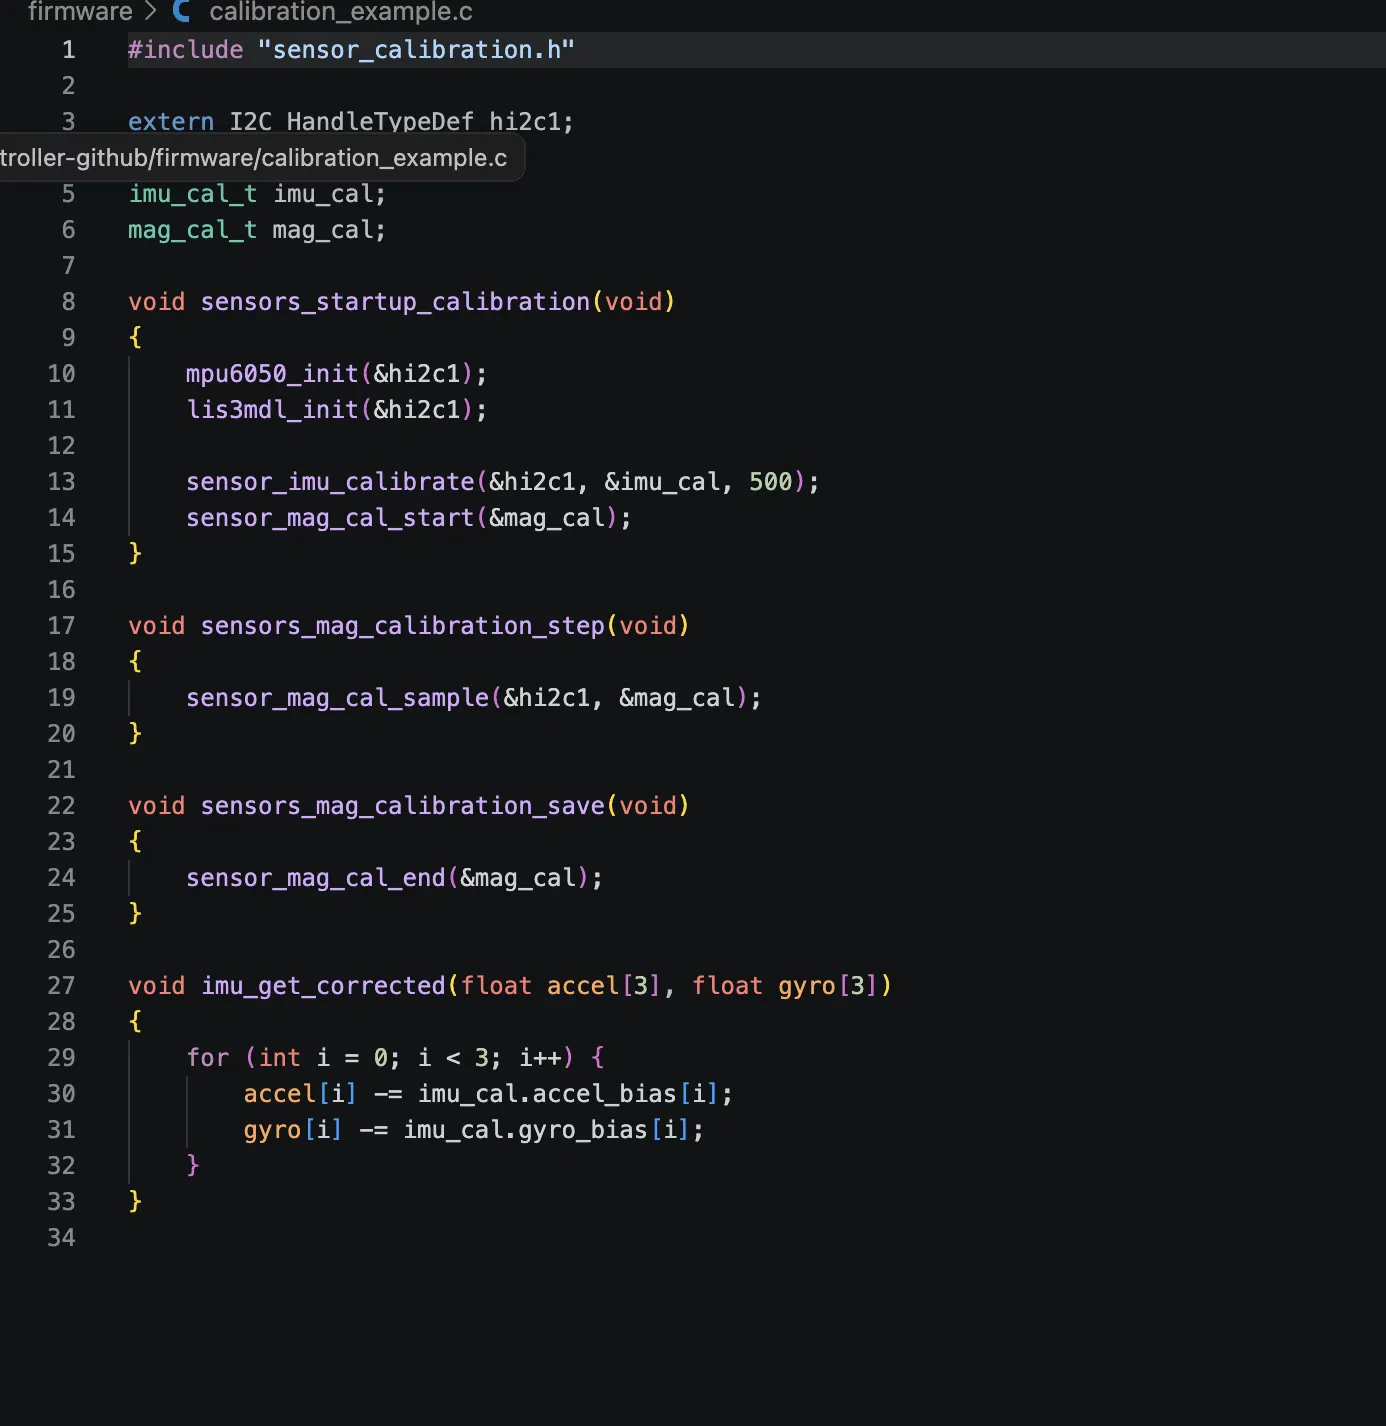 firmware > C calibration_example.c
1 #include "sensor_calibration.h"
2
3 extern I2C_HandleTypeDef hi2c1;
troller-github/firmware/calibration_example.c
5 imu_cal_t imu_cal;
6 mag_cal_t mag_cal;
7
8 void sensors_startup_calibration(void)
9 {
10     mpu6050_init(&hi2c1);
11     lis3mdl_init(&hi2c1);
12
13     sensor_imu_calibrate(&hi2c1, &imu_cal, 500);
14     sensor_mag_cal_start(&mag_cal);
15 }
16
17 void sensors_mag_calibration_step(void)
18 {
19     sensor_mag_cal_sample(&hi2c1, &mag_cal);
20 }
21
22 void sensors_mag_calibration_save(void)
23 {
24     sensor_mag_cal_end(&mag_cal);
25 }
26
27 void imu_get_corrected(float accel[3], float gyro[3])
28 {
29     for (int i = 0; i < 3; i++) {
30         accel[i] -= imu_cal.accel_bias[i];
31         gyro[i] -= imu_cal.gyro_bias[i];
32     }
33 }
34